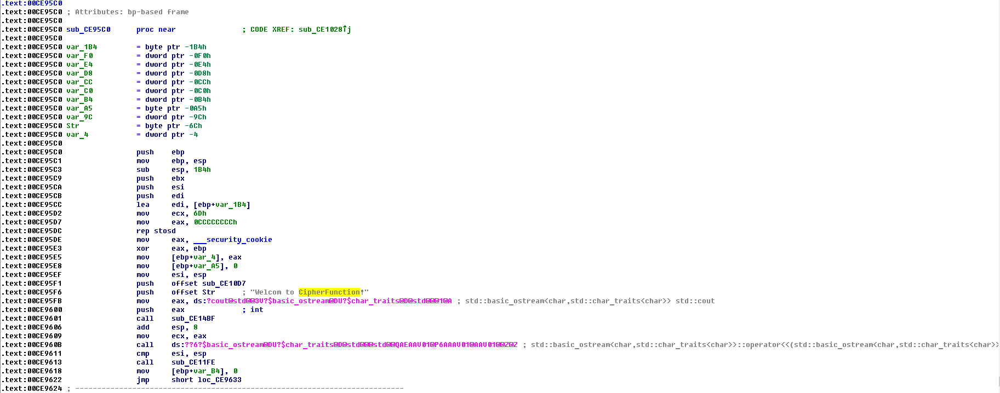 .text:00CE95C0
.text:00CE95C0 ; Attributes: bp-based frame
.text:00CE95C0
.text:00CE95C0 sub_CE95C0      proc near               ; CODE XREF: sub_CE1028↑j
.text:00CE95C0
.text:00CE95C0 var_1B4         = byte ptr -1B4h
.text:00CE95C0 var_F0          = dword ptr -0F0h
.text:00CE95C0 var_E4          = dword ptr -0E4h
.text:00CE95C0 var_D8          = dword ptr -0D8h
.text:00CE95C0 var_CC          = dword ptr -0CCh
.text:00CE95C0 var_C0          = dword ptr -0C0h
.text:00CE95C0 var_B4          = dword ptr -0B4h
.text:00CE95C0 var_A5          = byte ptr -0A5h
.text:00CE95C0 var_9C          = dword ptr -9Ch
.text:00CE95C0 Str             = byte ptr -6Ch
.text:00CE95C0 var_4           = dword ptr -4
.text:00CE95C0
.text:00CE95C0                 push    ebp
.text:00CE95C1                 mov     ebp, esp
.text:00CE95C3                 sub     esp, 1B4h
.text:00CE95C9                 push    ebx
.text:00CE95CA                 push    esi
.text:00CE95CB                 push    edi
.text:00CE95CC                 lea     edi, [ebp+var_1B4]
.text:00CE95D2                 mov     ecx, 6Dh
.text:00CE95D7                 mov     eax, 0CCCCCCCCh
.text:00CE95DC                 rep stosd
.text:00CE95DE                 mov     eax, ___security_cookie
.text:00CE95E3                 xor     eax, ebp
.text:00CE95E5                 mov     [ebp+var_4], eax
.text:00CE95E8                 mov     [ebp+var_A5], 0
.text:00CE95EF                 mov     esi, esp
.text:00CE95F1                 push    offset sub_CE10D7
.text:00CE95F6                 push    offset Str      ; "Welcom to CipherFunction!"
.text:00CE95FB                 mov     eax, ds:?cout@std@@3V?$basic_ostream@DU?$char_traits@D@std@@@1@A ; std::basic_ostream<char,std::char_traits<char>> std::cout
.text:00CE9600                 push    eax             ; int
.text:00CE9601                 call    sub_CE14BF
.text:00CE9606                 add     esp, 8
.text:00CE9609                 mov     ecx, eax
.text:00CE960B                 call    ds:??6?$basic_ostream@DU?$char_traits@D@std@@@std@@QAEAAV01@P6AAAV01@AAV01@@Z@Z ; std::basic_ostream<char,std::char_traits<char>>::operator<<(std::basic_ostream<char,std::char_traits<char>>
.text:00CE9611                 cmp     esi, esp
.text:00CE9613                 call    sub_CE11FE
.text:00CE9618                 mov     [ebp+var_B4], 0
.text:00CE9622                 jmp     short loc_CE9633
.text:00CE9624 ; ---------------------------------------------------------------------------